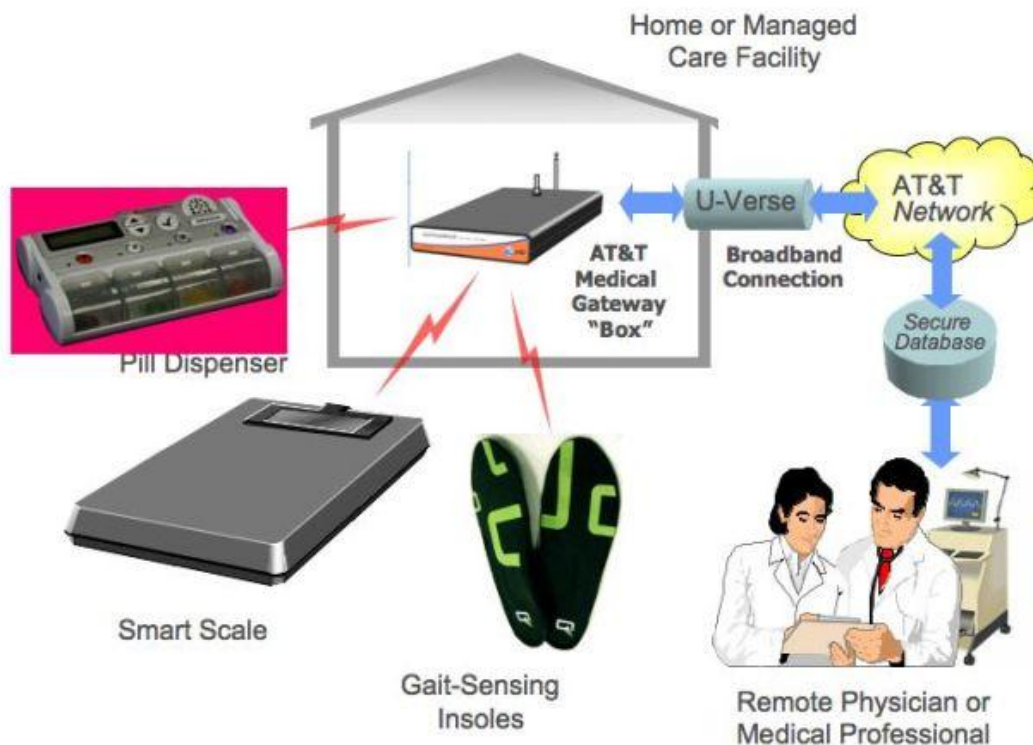 Home or Managed
Care Facility
U-Verse
AT&T
Network
AT&T
Medical
Gateway
“Box”
Broadband
Connection
Secure
Database
Pill Dispenser
Smart Scale
Gait-Sensing
Insoles
Remote Physician or
Medical Professional